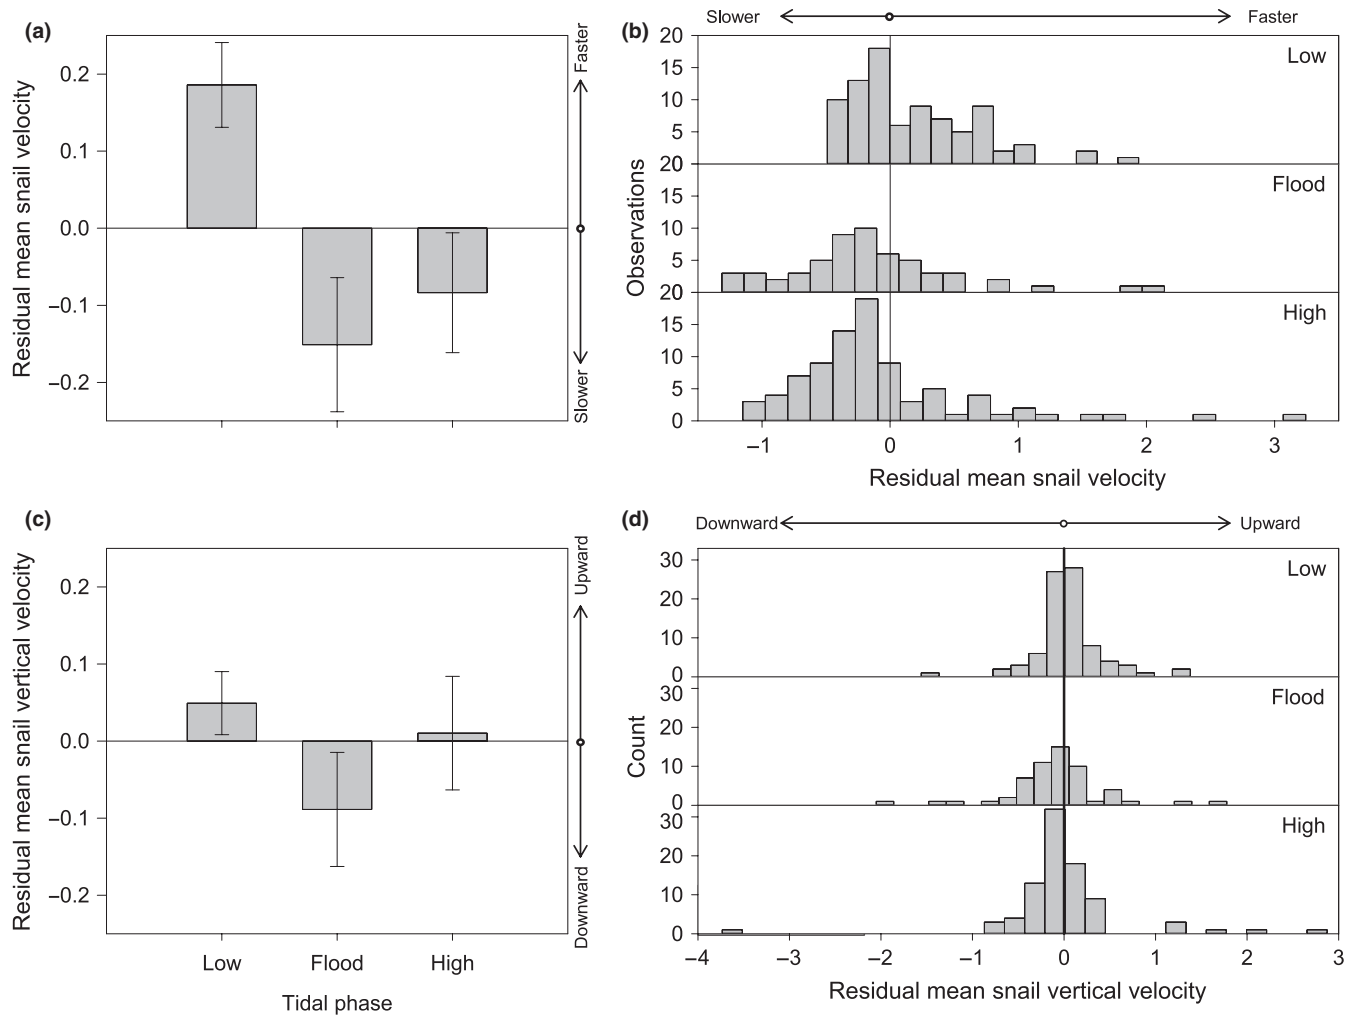 (a)
Residual mean snail velocity
0.2
0.1
0.0
−0.1
−0.2
Faster
Slower
(b)
Slower
Faster
Observations
20
15
10
5
20
Low
15
10
5
20
Flood
15
10
5
0
High
−1
0
1
2
3
Residual mean snail velocity
(c)
Residual mean snail vertical velocity
0.2
0.1
0.0
−0.1
−0.2
Upward
Downward
Low
Flood
High
Tidal phase
(d)
Downward
Upward
Count
30
20
10
0
Low
30
20
10
0
Flood
30
20
10
0
High
−4
−3
−2
−1
0
1
2
3
Residual mean snail vertical velocity